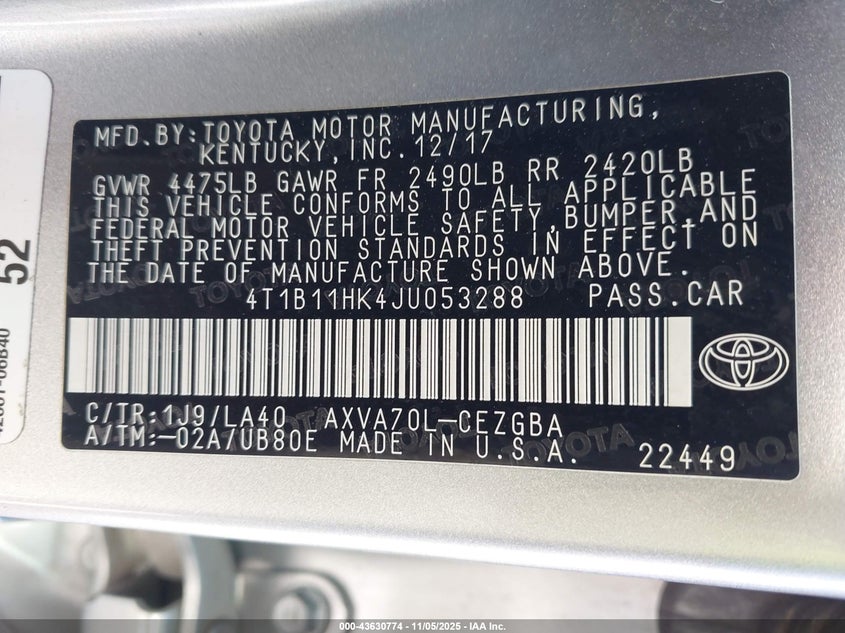 MFD.BY:TOYOTA MOTOR MANUFACTURING,
KENTUCKY,INC.12/17
GVWR 4475LB GAWR FR 2490LB RR 2420LB
THIS VEHICLE CONFORMS TO ALL APPLICABLE
FEDERAL MOTOR VEHICLE SAFETY,BUMPER,AND
THEFT PREVENTION STANDARDS IN EFFECT ON
THE DATE OF MANUFACTURE SHOWN ABOVE.
4T1B11HK4JU053288 PASS.CAR
C/TR:1J9/LA40 AXVA70L-CEZGBA
A/TM:-02A/UB80E MADE IN U.S.A. 22449
52
000-43630774 - 11/05/2025 - IAA Inc.